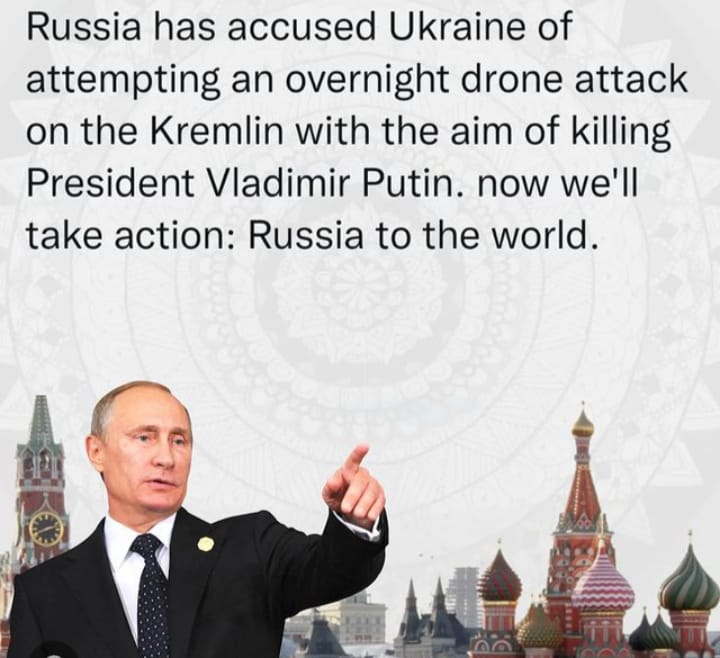 Russia has accused Ukraine of
attempting an overnight drone attack
on the Kremlin with the aim of killing
President Vladimir Putin. now we'll
take action: Russia to the world.